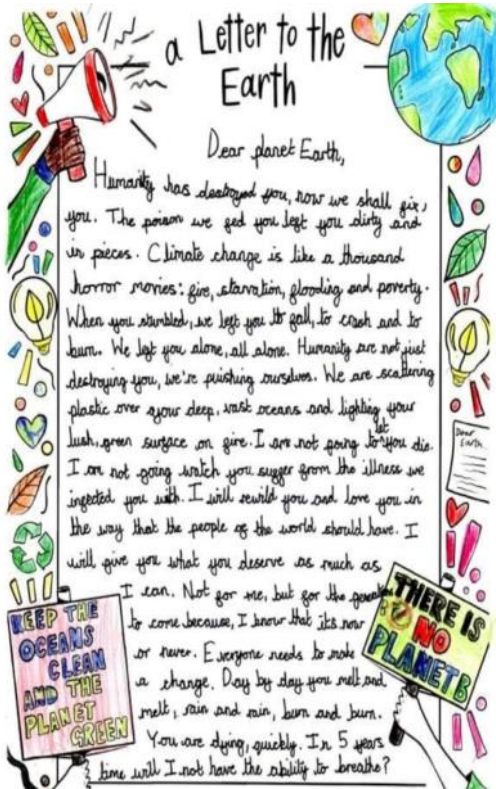 a Letter to the
Earth
Dear planet Earth,
Humanity has destroyed you, now we shall fix,
you. The poison we fed you left you dirty and
in pieces. Climate change is like a thousand
horror movies: fire, starvation, flooding and poverty.
When you stumbled, we left you to fall, to crash and to
burn. We left you alone, all alone. Humanity are not just
destroying you, we're puishing ourselves. We are scattering
plastic over your deep, vast oceans and lighting your
lush, green surface on fire. I am not going to let you die.
I am not going watch you suffer from the illness we
infected you with. I will rewild you and love you in
the way that the people of the world should have. I
will give you what you deserve as much as
I can. Not for me, but for the generation
to come because, I know that it's now
or never. Everyone needs to make
a change. Day by day you melt and
melt, rain and rain, burn and burn.
You are dying, quickly. In 5 years
time will I not have the ability to breathe?
Dear
Earth
KEEP THE
OCEANS
CLEAN
AND THE
PLANET
GREEN
THERE IS
NO
PLANET B